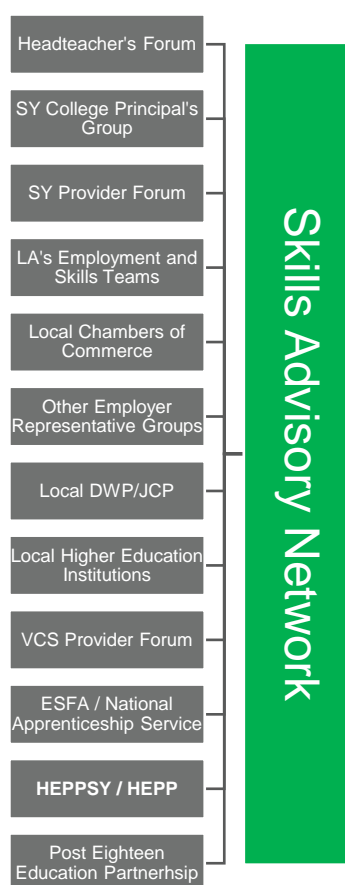 Headteacher's Forum
SY College Principal's
Group
SY Provider Forum
LA's Employment and
Skills Teams
Local Chambers of
Commerce
Other Employer
Representative Groups
Local DWP/JCP
Local Higher Education
Institutions
VCS Provider Forum
ESFA / National
Apprenticeship Service
HEPPSY / HEPP
Post Eighteen
Education Partnerhsip
Skills Advisory Network